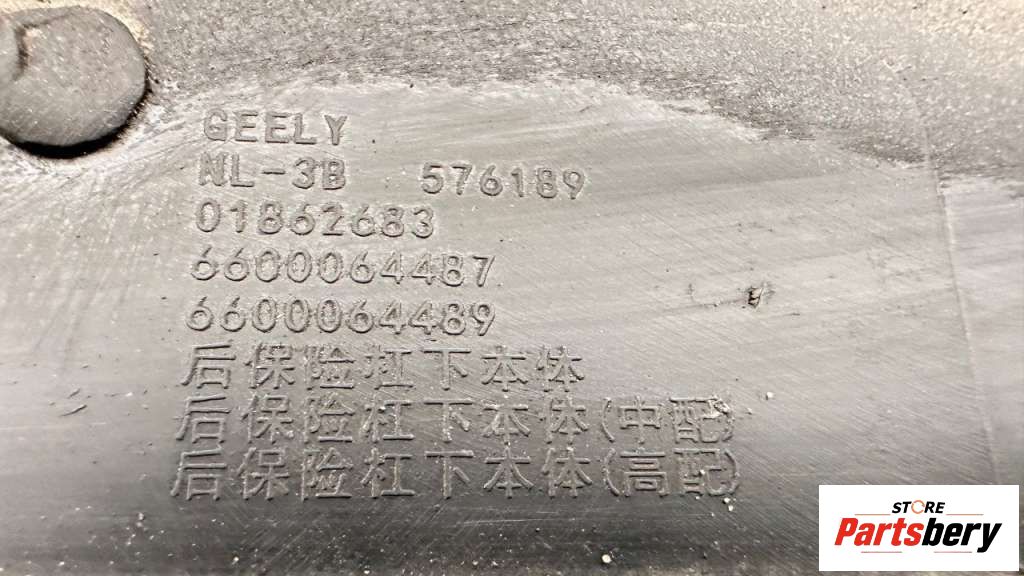 GEELY
NL-3B 576189
01862683
6600064487
6600064489
后保险杠下本体
后保险杠下本体(中配)
后保险杠下本体(高配)
STORE
Partsbery